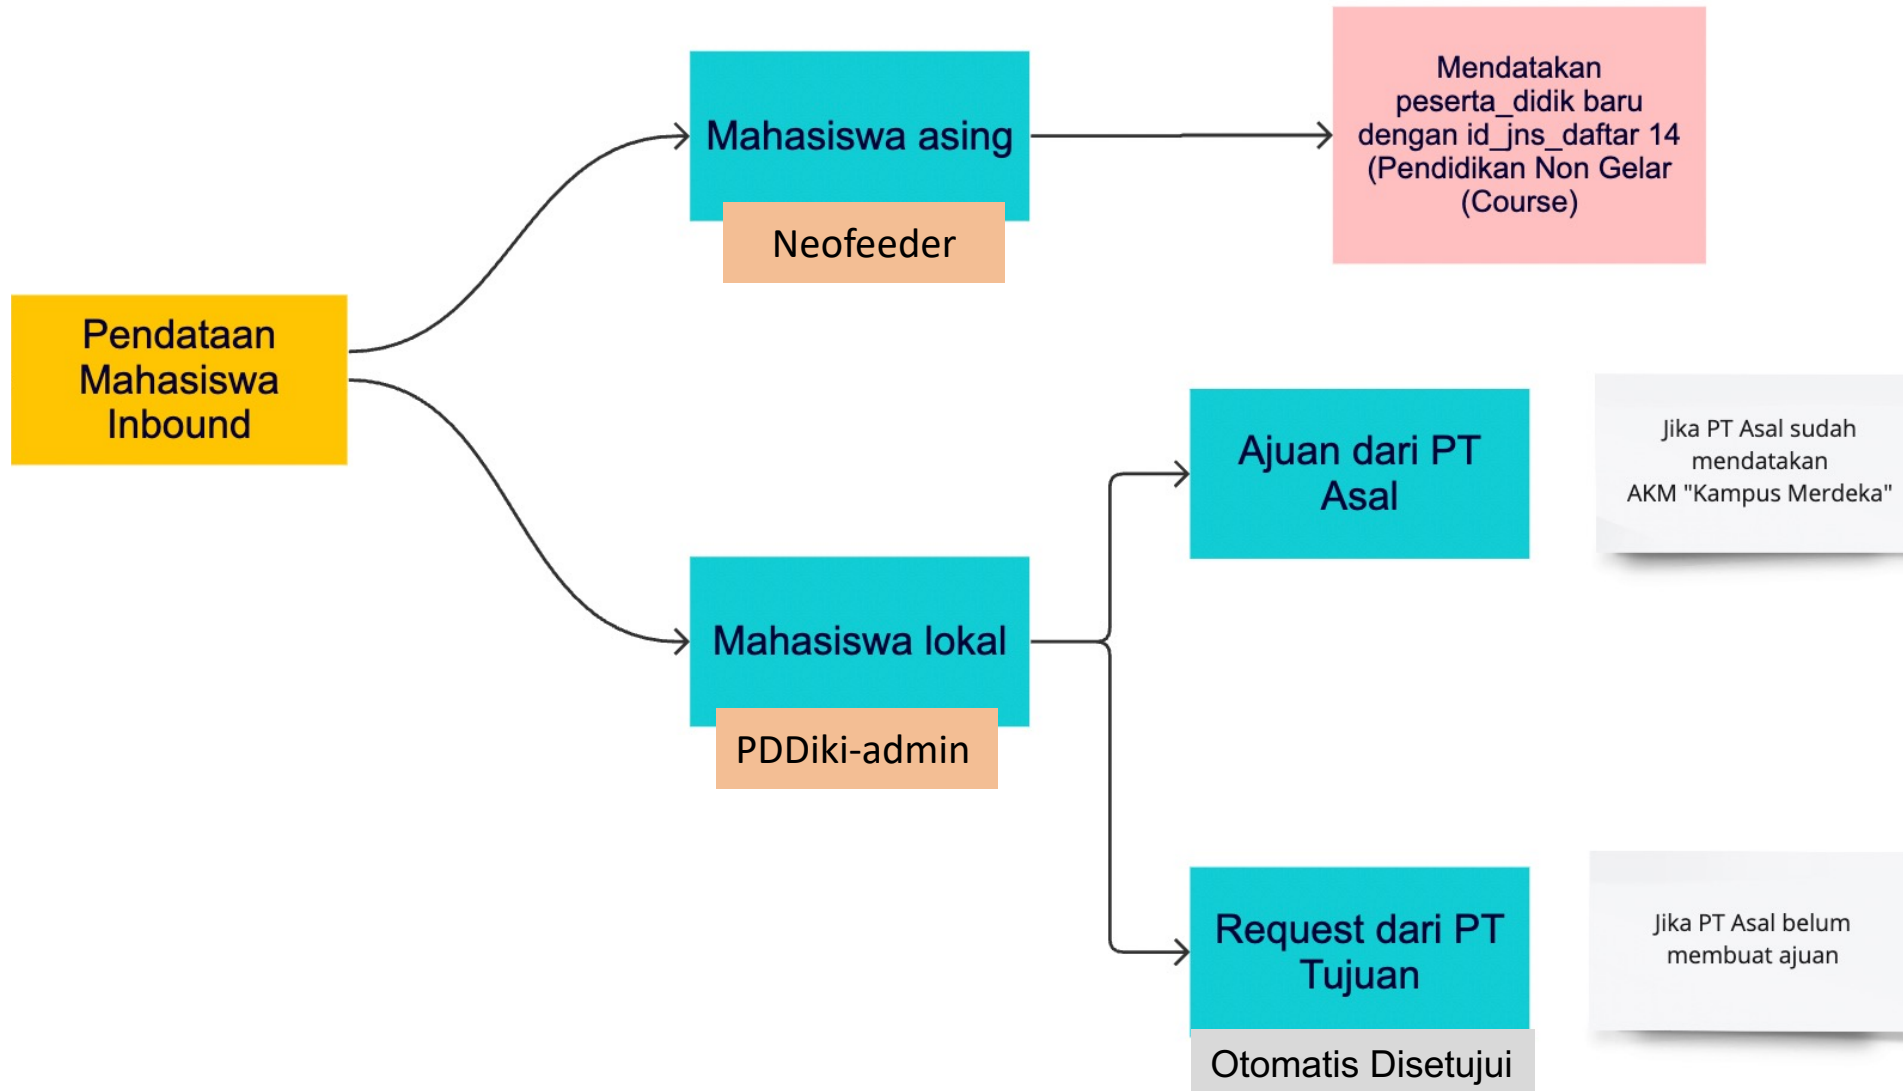 Pendataan
Mahasiswa
Inbound
Mahasiswa asing
Neofeeder
Mendatakan
peserta_didik baru
dengan id_jns_daftar 14
(Pendidikan Non Gelar
(Course)
Mahasiswa lokal
PDDiki-admin
Ajuan dari PT
Asal
Jika PT Asal sudah
mendatakan
AKM "Kampus Merdeka"
Request dari PT
Tujuan
Otomatis Disetujui
Jika PT Asal belum
membuat ajuan